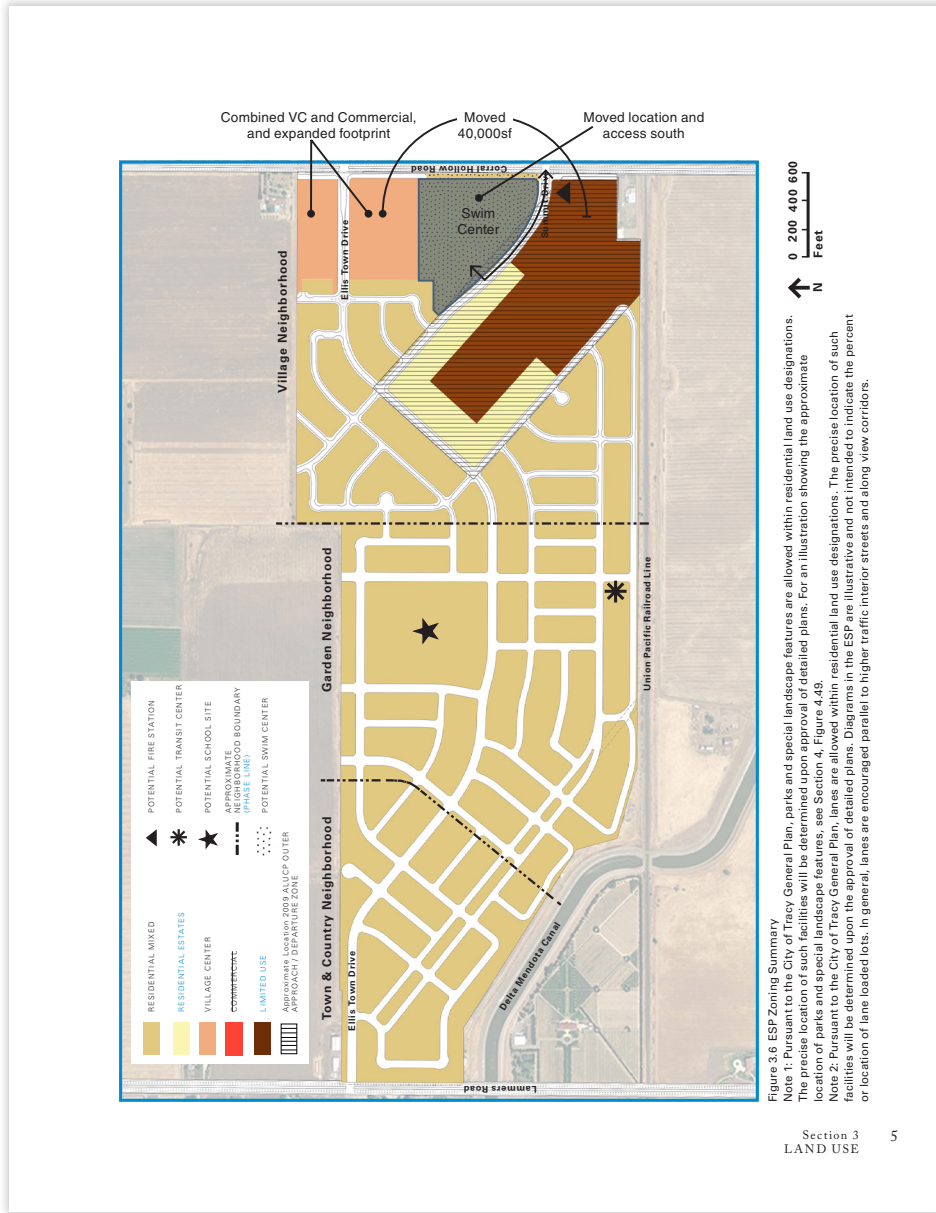 Combined VC and Commercial,
and expanded footprint
Moved
40,000sf
Moved location and
access south
Corral Hollow Road
Swim
Center
Summit Drive
Ellis Town Drive
Village Neighborhood
Garden Neighborhood
Town & Country Neighborhood
Ellis Town Drive
Union Pacific Railroad Line
Delta Mendota Canal
Lammers Road
RESIDENTIAL MIXED
RESIDENTIAL ESTATES
VILLAGE CENTER
COMMERCIAL
LIMITED USE
Approximate Location 2009 ALUCP OUTER
APPROACH / DEPARTURE ZONE
POTENTIAL FIRE STATION
POTENTIAL TRANSIT CENTER
POTENTIAL SCHOOL SITE
APPROXIMATE
NEIGHBORHOOD BOUNDARY
(PHASE LINE)
POTENTIAL SWIM CENTER
0 200 400 600
Feet
N
Figure 3.6 ESP Zoning Summary
Note 1: Pursuant to the City of Tracy General Plan, parks and special landscape features are allowed within residential land use designations.
The precise location of such facilities will be determined upon approval of detailed plans. For an illustration showing the approximate
location of parks and special landscape features, see Section 4, Figure 4.49.
Note 2: Pursuant to the City of Tracy General Plan, lanes are allowed within residential land use designations. The precise location of such
facilities will be determined upon the approval of detailed plans. Diagrams in the ESP are illustrative and not intended to indicate the percent
or location of lane loaded lots. In general, lanes are encouraged parallel to higher traffic interior streets and along view corridors.
Section 3
LAND USE
5